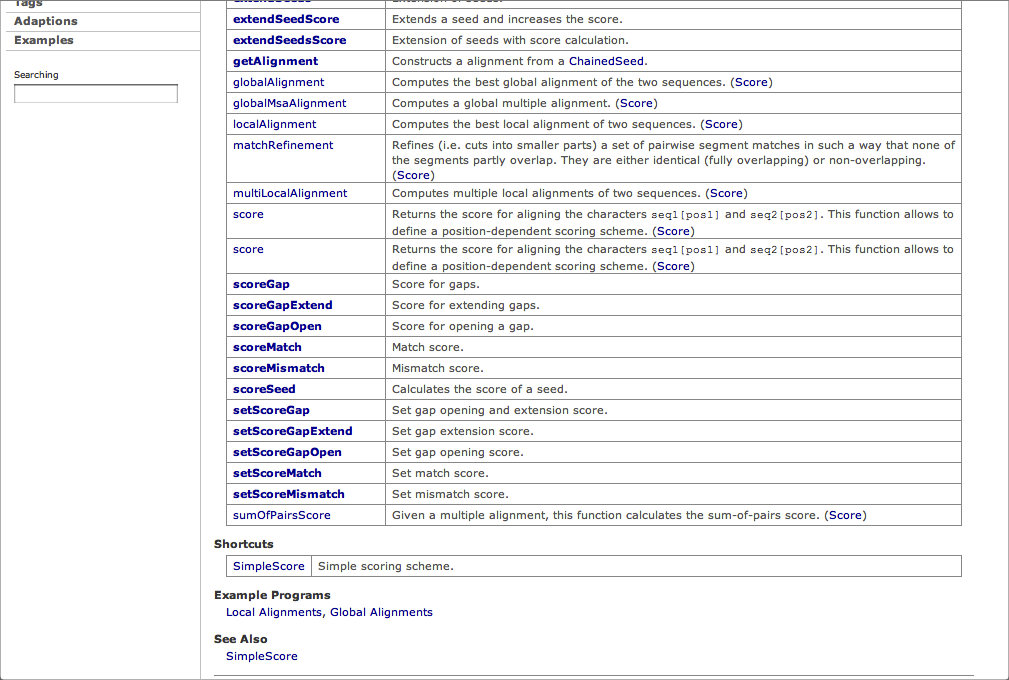 Tags
Adaptions
Examples
Searching
extendSeedScore Extends a seed and increases the score.
extendSeedsScore Extension of seeds with score calculation.
getAlignment Constructs a alignment from a ChainedSeed.
globalAlignment Computes the best global alignment of the two sequences. (Score)
globalMsaAlignment Computes a global multiple alignment. (Score)
localAlignment Computes the best local alignment of two sequences. (Score)
matchRefinement Refines (i.e. cuts into smaller parts) a set of pairwise segment matches in such a way that none of
the segments partly overlap. They are either identical (fully overlapping) or non-overlapping.
(Score)
multiLocalAlignment Computes multiple local alignments of two sequences. (Score)
score Returns the score for aligning the characters seq1[pos1] and seq2[pos2]. This function allows to
define a position-dependent scoring scheme. (Score)
score Returns the score for aligning the characters seq1[pos1] and seq2[pos2]. This function allows to
define a position-dependent scoring scheme. (Score)
scoreGap Score for gaps.
scoreGapExtend Score for extending gaps.
scoreGapOpen Score for opening a gap.
scoreMatch Match score.
scoreMismatch Mismatch score.
scoreSeed Calculates the score of a seed.
setScoreGap Set gap opening and extension score.
setScoreGapExtend Set gap extension score.
setScoreGapOpen Set gap opening score.
setScoreMatch Set match score.
setScoreMismatch Set mismatch score.
sumOfPairsScore Given a multiple alignment, this function calculates the sum-of-pairs score. (Score)
Shortcuts
SimpleScore Simple scoring scheme.
Example Programs
Local Alignments, Global Alignments
See Also
SimpleScore